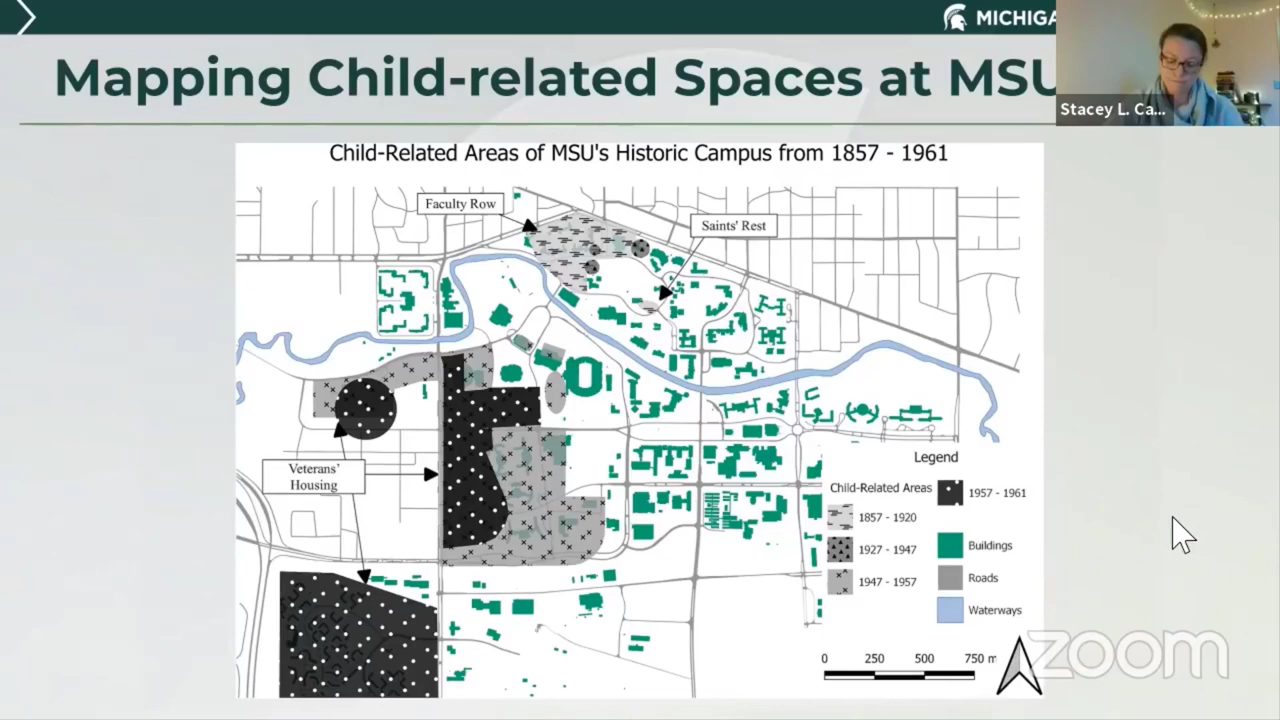 MICHIGA
Mapping Child-related Spaces at MSU
Stacey L. Ca...
Child-Related Areas of MSU's Historic Campus from 1857 - 1961
Faculty Row
Saints' Rest
Veterans'
Housing
Legend
Child-Related Areas
1857 - 1920
1927 - 1947
1947 - 1957
1957 - 1961
Buildings
Roads
Waterways
0 250 500 750 m
zoom